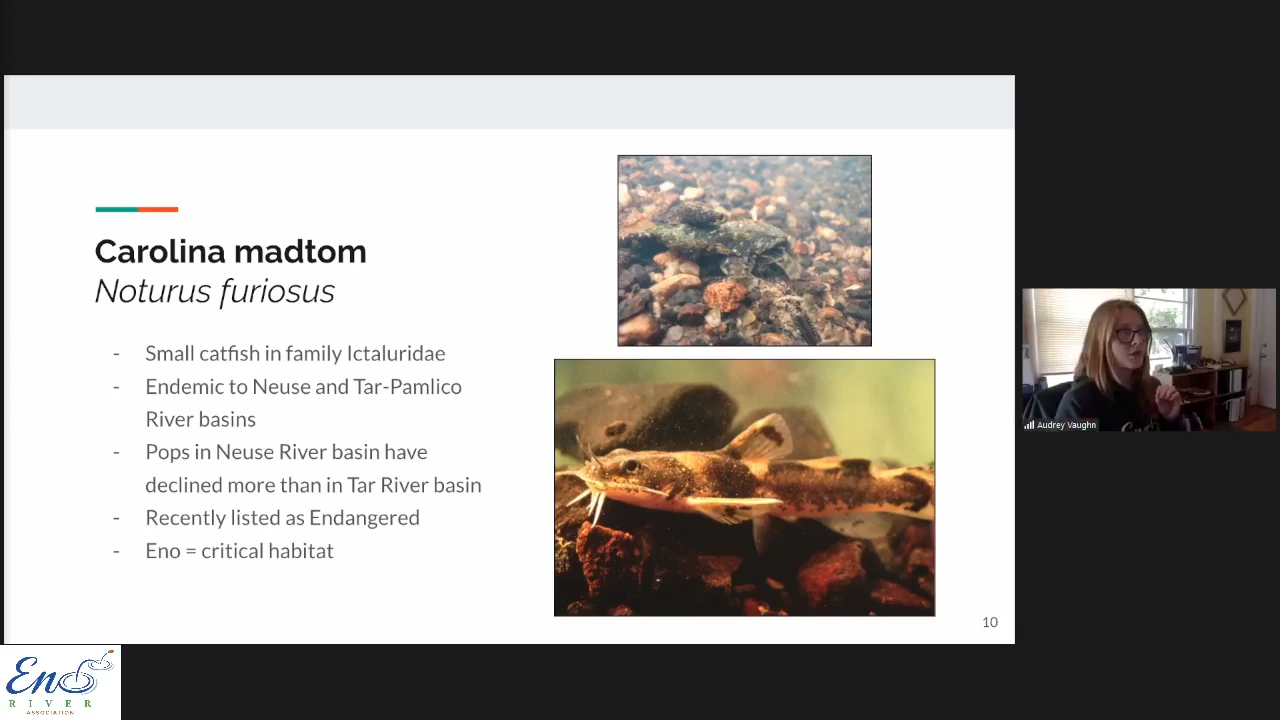 Carolina madtom
Noturus furiosus
- Small catfish in family Ictaluridae
- Endemic to Neuse and Tar-Pamlico
River basins
- Pops in Neuse River basin have
declined more than in Tar River basin
- Recently listed as Endangered
- Eno = critical habitat
10
Audrey Vaughn
Eno
RIVER
ASSOCIATION